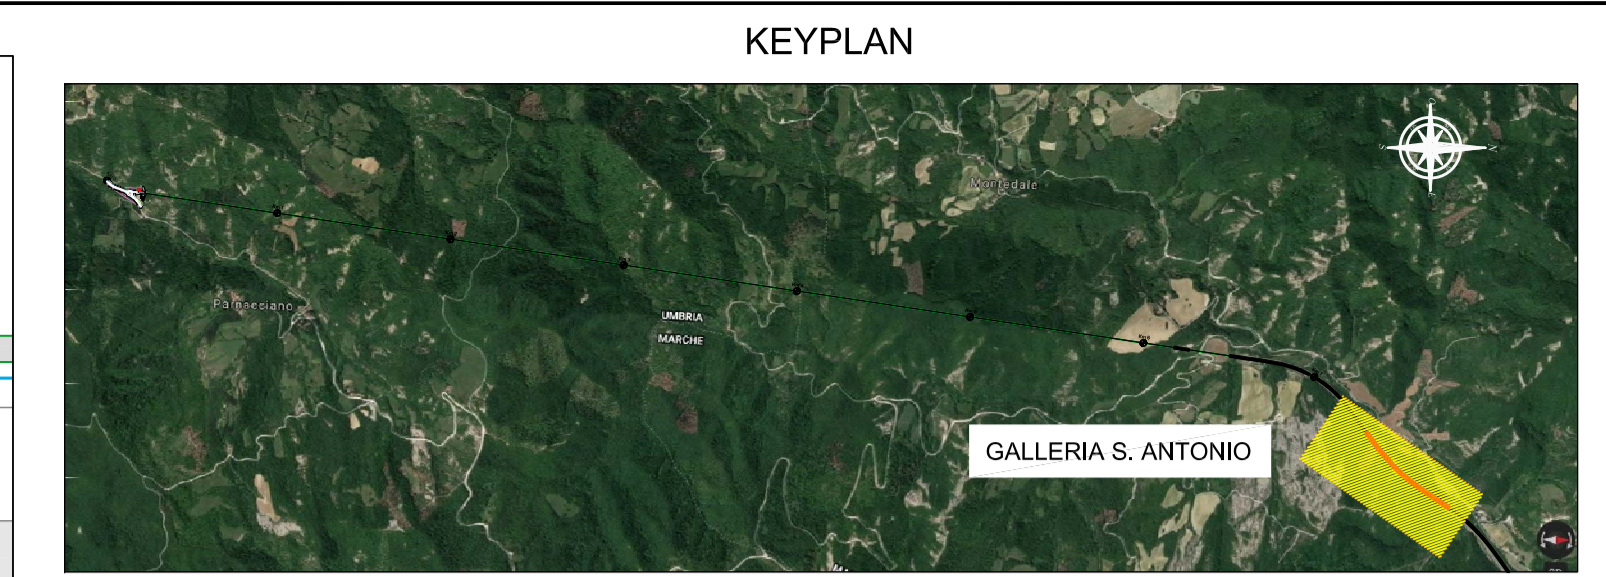 KEYPLAN
Montedale
Parnacciano
UMBRIA
MARCHE
GALLERIA S. ANTONIO